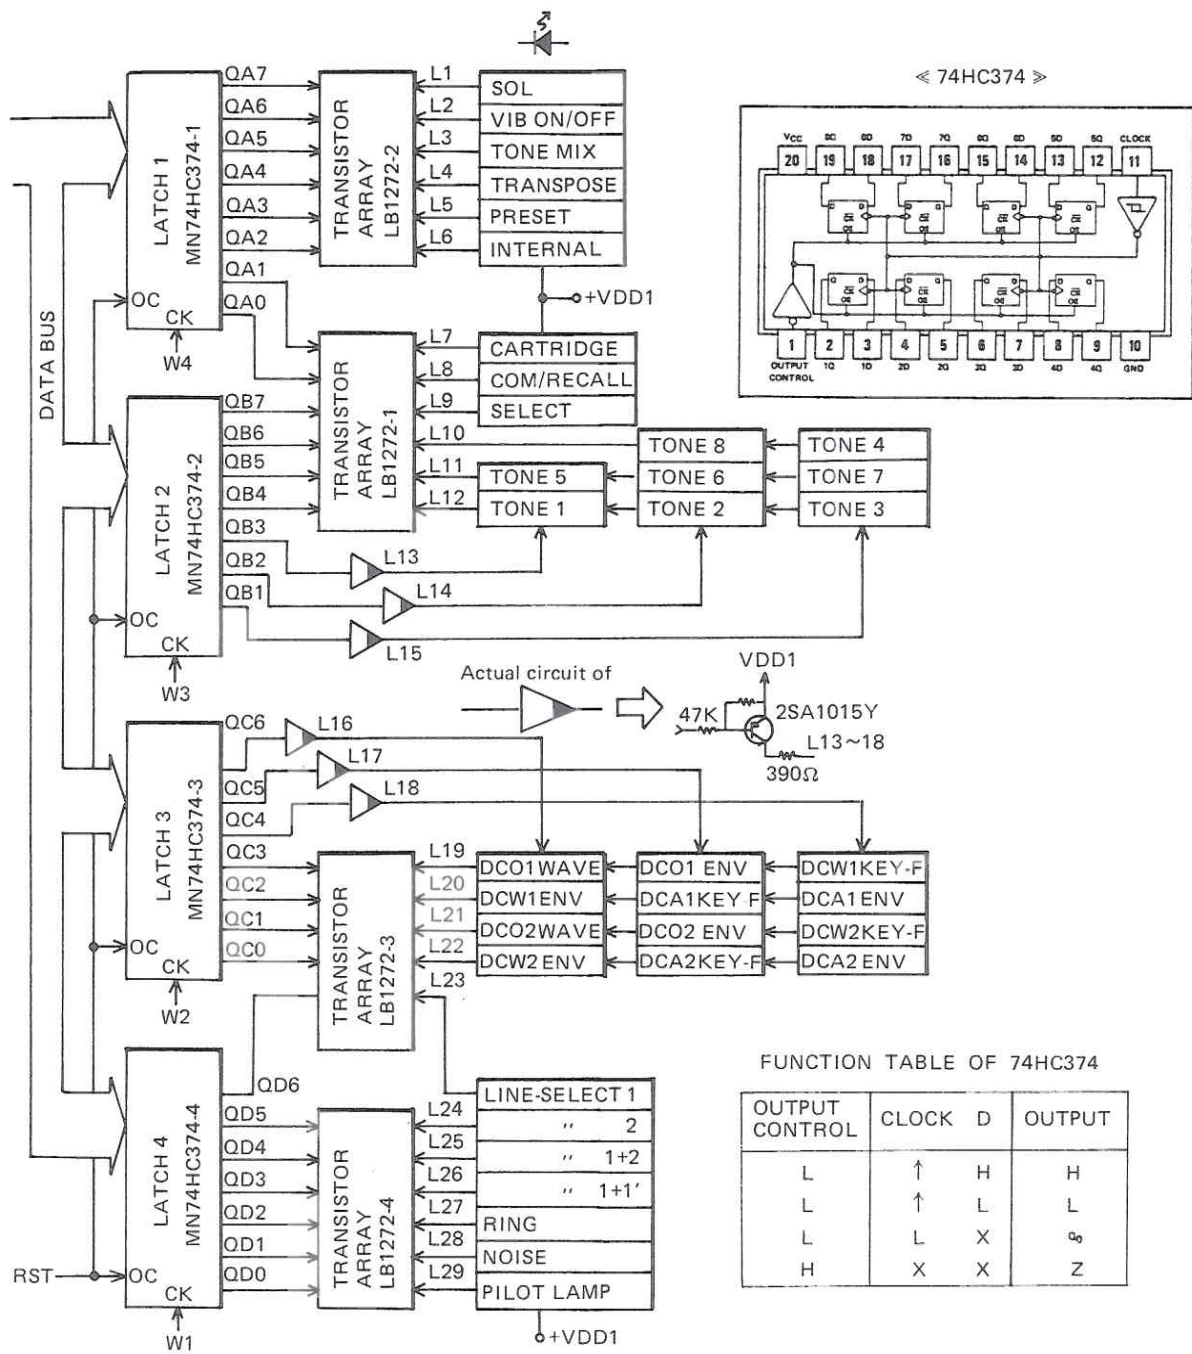 QA7
QA6
QA5
QA4
QA3
QA2
QA1
QA0
LATCH 1
MN74HC374-1
OC
CK
W4
DATA BUS
TRANSISTOR
ARRAY
LB1272-2
L1
L2
L3
L4
L5
L6
SOL
VIB ON/OFF
TONE MIX
TRANSPOSE
PRESET
INTERNAL
+VDD1
L7
L8
L9
L10
L11
L12
CARTRIDGE
COM/RECALL
SELECT
TRANSISTOR
ARRAY
LB1272-1
QB7
QB6
QB5
QB4
QB3
QB2
QB1
LATCH 2
MN74HC374-2
OC
CK
W3
TONE 8
TONE 4
TONE 5
TONE 6
TONE 7
TONE 1
TONE 2
TONE 3
L13
L14
L15
≪ 74HC374 ≫
VCC 8Q 8D 7D 7Q 6Q 6D 5D 5Q CLOCK
20 19 18 17 16 15 14 13 12 11
1 2 3 4 5 6 7 8 9 10
OUTPUT
CONTROL
1Q 1D 2D 2Q 3Q 3D 4D 4Q GND
Actual circuit of
VDD1
47K
2SA1015Y
L13~18
390Ω
QC6
QC5
QC4
QC3
QC2
QC1
QC0
LATCH 3
MN74HC374-3
OC
CK
W2
L16
L17
L18
L19
L20
L21
L22
L23
TRANSISTOR
ARRAY
LB1272-3
DCO1WAVE
DCO1 ENV
DCW1KEY-F
DCW1ENV
DCA1KEY-F
DCA1ENV
DCO2WAVE
DCO2 ENV
DCW2KEY-F
DCW2 ENV
DCA2KEY-F
DCA2 ENV
QD6
QD5
QD4
QD3
QD2
QD1
QD0
LATCH 4
MN74HC374-4
RST
OC
CK
W1
TRANSISTOR
ARRAY
LB1272-4
L24
L25
L26
L27
L28
L29
LINE-SELECT 1
〃 2
〃 1+2
〃 1+1'
RING
NOISE
PILOT LAMP
+VDD1
FUNCTION TABLE OF 74HC374
OUTPUT
CONTROL CLOCK D OUTPUT
L ↑ H H
L ↑ L L
L L X Q0
H X X Z